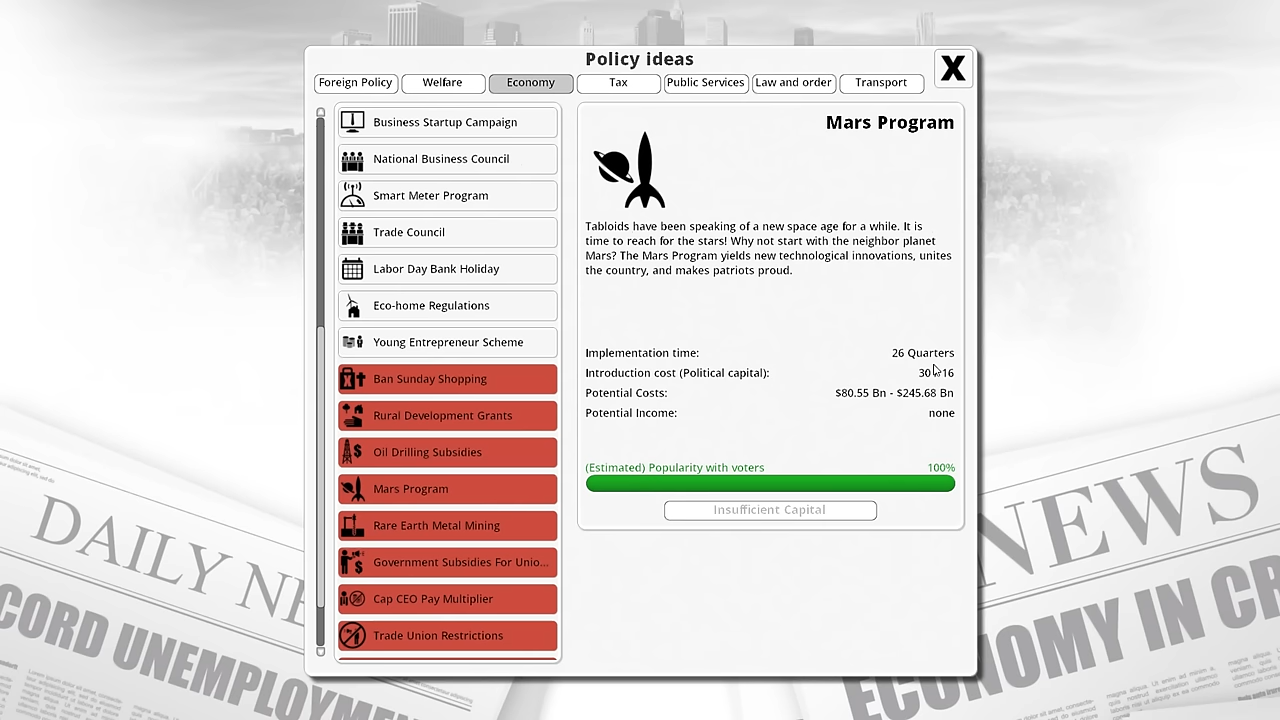 Policy ideas
X
Foreign Policy
Welfare
Economy
Tax
Public Services
Law and order
Transport
Business Startup Campaign
National Business Council
Smart Meter Program
Trade Council
Labor Day Bank Holiday
Eco-home Regulations
Young Entrepreneur Scheme
Ban Sunday Shopping
Rural Development Grants
Oil Drilling Subsidies
Mars Program
Rare Earth Metal Mining
Government Subsidies For Unio...
Cap CEO Pay Multiplier
Trade Union Restrictions
Mars Program
Tabloids have been speaking of a new space age for a while. It is
time to reach for the stars! Why not start with the neighbor planet
Mars? The Mars Program yields new technological innovations, unites
the country, and makes patriots proud.
Implementation time: 26 Quarters
Introduction cost (Political capital): 30 16
Potential Costs: $80.55 Bn - $245.68 Bn
Potential Income: none
(Estimated) Popularity with voters 100%
Insufficient Capital
DAILY NE
CORD UNEMPLOYM
NEWS
ECONOMY IN CR